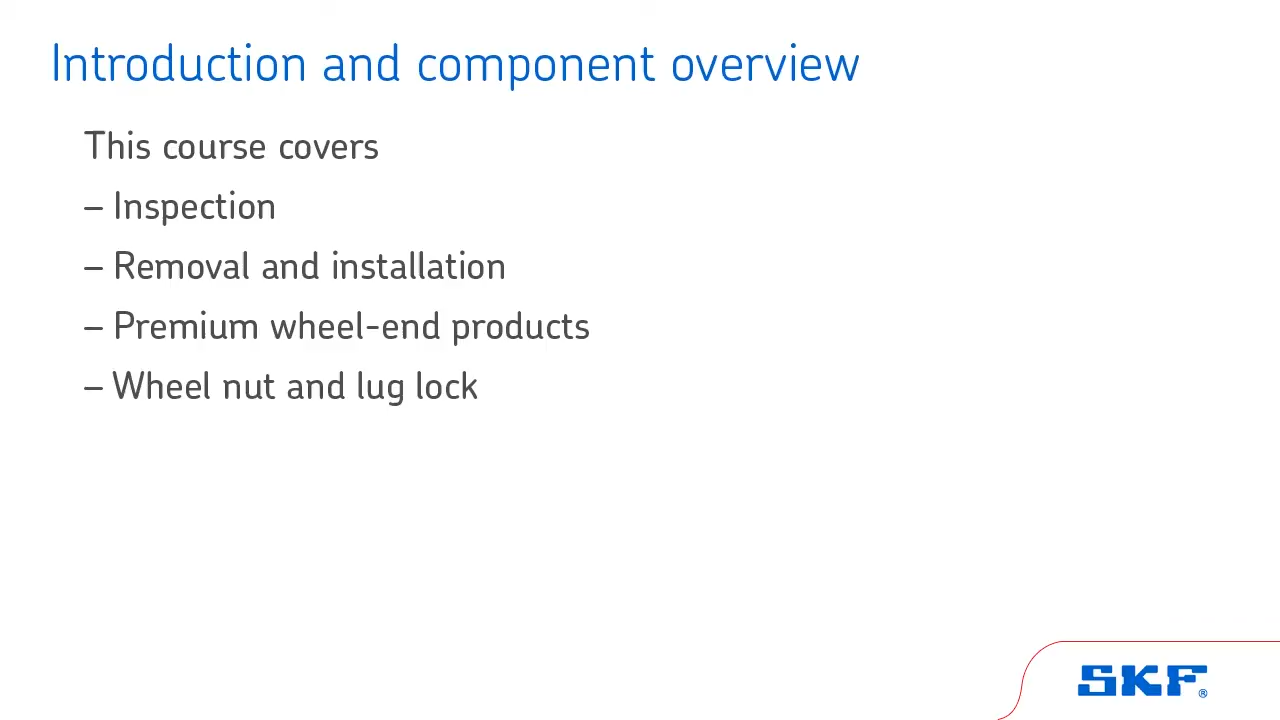 Introduction and component overview
This course covers
– Inspection
– Removal and installation
– Premium wheel-end products
– Wheel nut and lug lock
SKF®